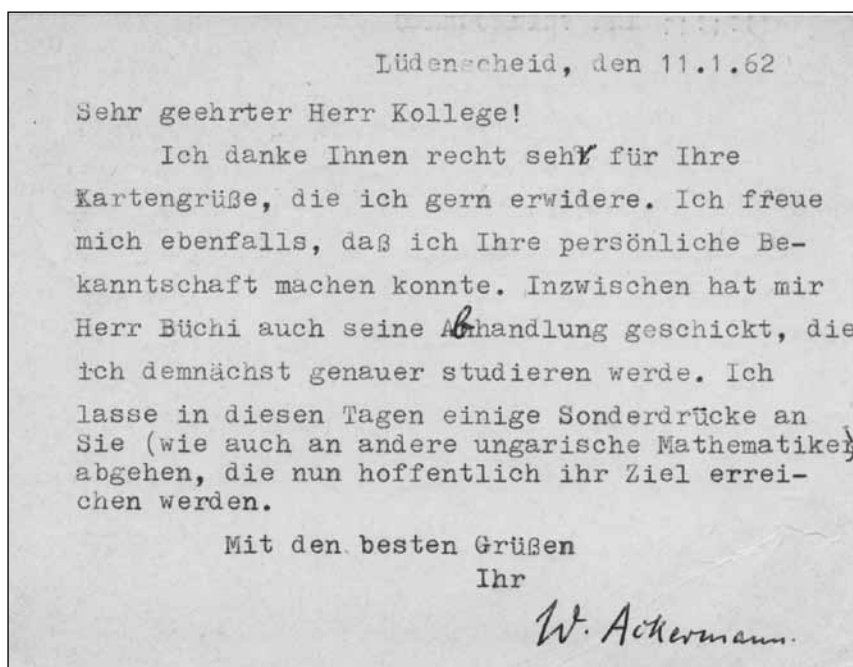 Lüdenscheid, den 11.1.62
Sehr geehrter Herr Kollege!
Ich danke Ihnen recht sehr für Ihre
Kartengrüße, die ich gern erwidere. Ich freue
mich ebenfalls, daß ich Ihre persönliche Be-
kanntschaft machen konnte. Inzwischen hat mir
Herr Büchi auch seine Abhandlung geschickt, die
ich demnächst genauer studieren werde. Ich
lasse in diesen Tagen einige Sonderdrücke an
Sie (wie auch an andere ungarische Mathematiker)
abgehen, die nun hoffentlich ihr Ziel errei-
chen werden.
Mit den besten Grüßen
Ihr
W. Ackermann.